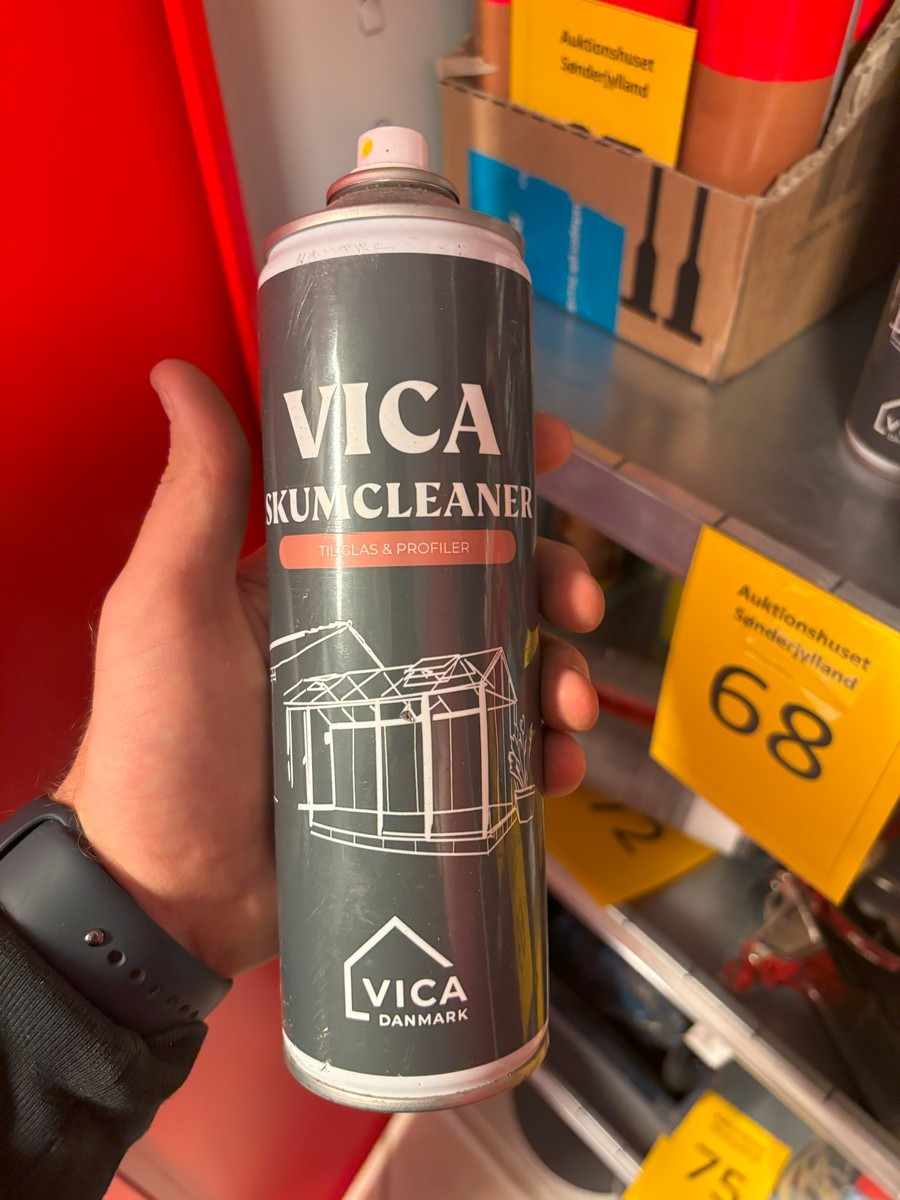 Auktionshuset
Sønderjylland
VICA
SKUMCLEANER
TIL GLAS & PROFILER
VICA
DANMARK
Auktionshuset
Sønderjylland
68
75